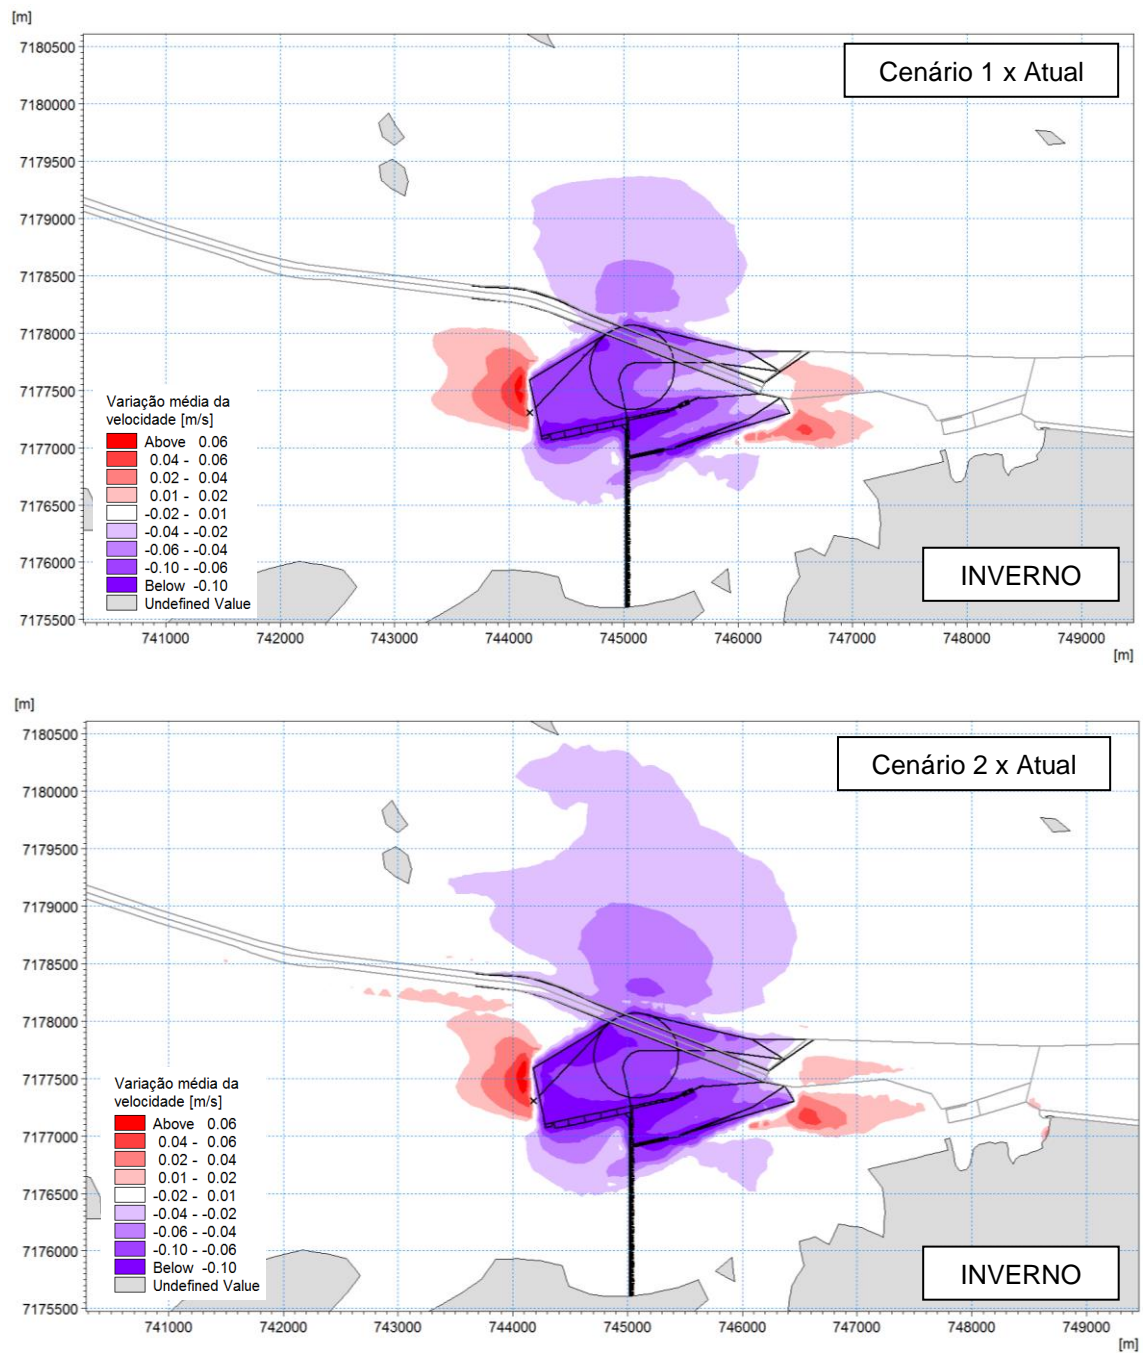 [m]
7180500
Cenário 1 x Atual
7180000
7179500
7179000
7178500
7178000
7177500
7177000
7176500
7176000
7175500
Variação média da
velocidade [m/s]
Above 0.06
0.04 - 0.06
0.02 - 0.04
0.01 - 0.02
-0.02 - 0.01
-0.04 - -0.02
-0.06 - -0.04
-0.10 - -0.06
Below -0.10
Undefined Value
INVERNO
741000 742000 743000 744000 745000 746000 747000 748000 749000
[m]
[m]
7180500
Cenário 2 x Atual
7180000
7179500
7179000
7178500
7178000
7177500
7177000
7176500
7176000
7175500
Variação média da
velocidade [m/s]
Above 0.06
0.04 - 0.06
0.02 - 0.04
0.01 - 0.02
-0.02 - 0.01
-0.04 - -0.02
-0.06 - -0.04
-0.10 - -0.06
Below -0.10
Undefined Value
INVERNO
741000 742000 743000 744000 745000 746000 747000 748000 749000
[m]